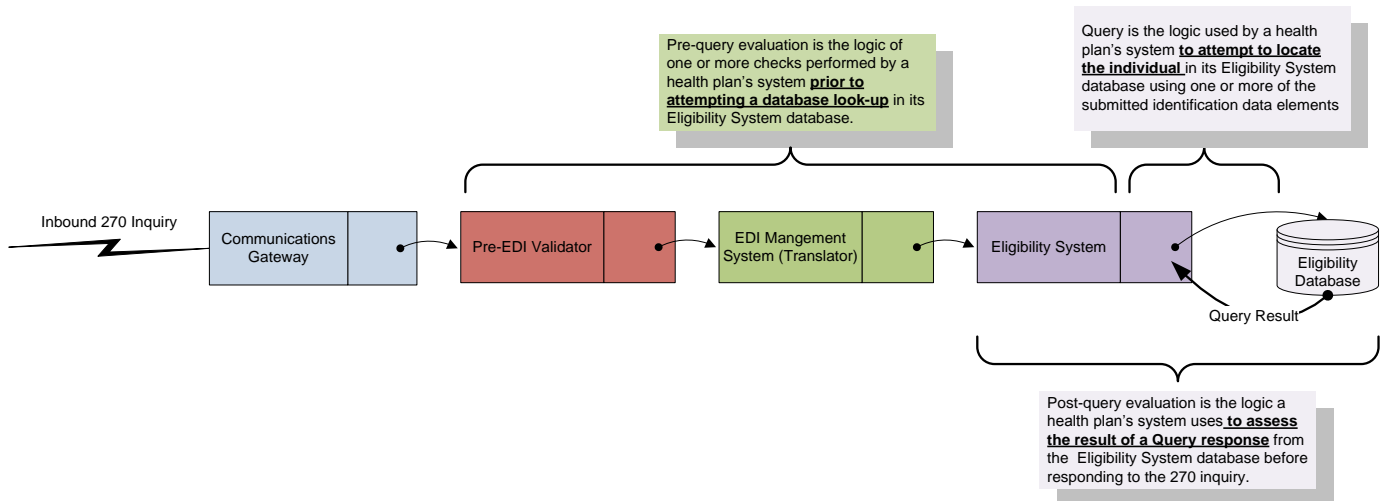 Pre-query evaluation is the logic of
one or more checks performed by a
health plan's system prior to
attempting a database look-up in its
Eligibility System database.
Query is the logic used by a health
plan's system to attempt to locate
the individual in its Eligibility System
database using one or more of the
submitted identification data elements
Inbound 270 Inquiry
Communications
Gateway
Pre-EDI Validator
EDI Mangement
System (Translator)
Eligibility System
Eligibility
Database
Query Result
Post-query evaluation is the logic a
health plan's system uses to assess
the result of a Query response from
the Eligibility System database before
responding to the 270 inquiry.